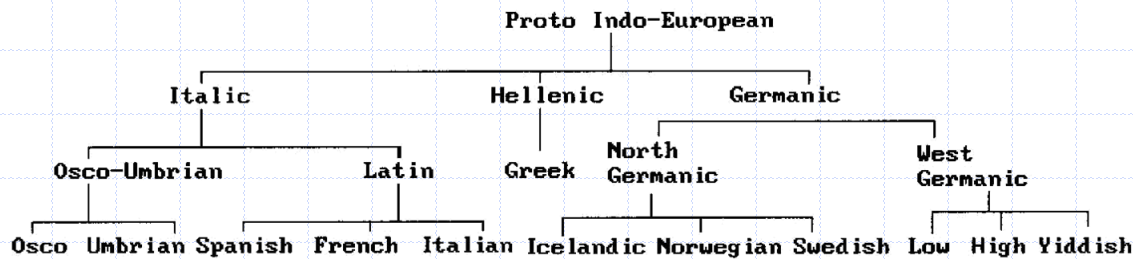 Proto Indo-European
Italic Hellenic Germanic
Osco-Umbrian Latin Greek North Germanic West Germanic
Osco Umbrian Spanish French Italian Icelandic Norwegian Swedish Low High Yiddish